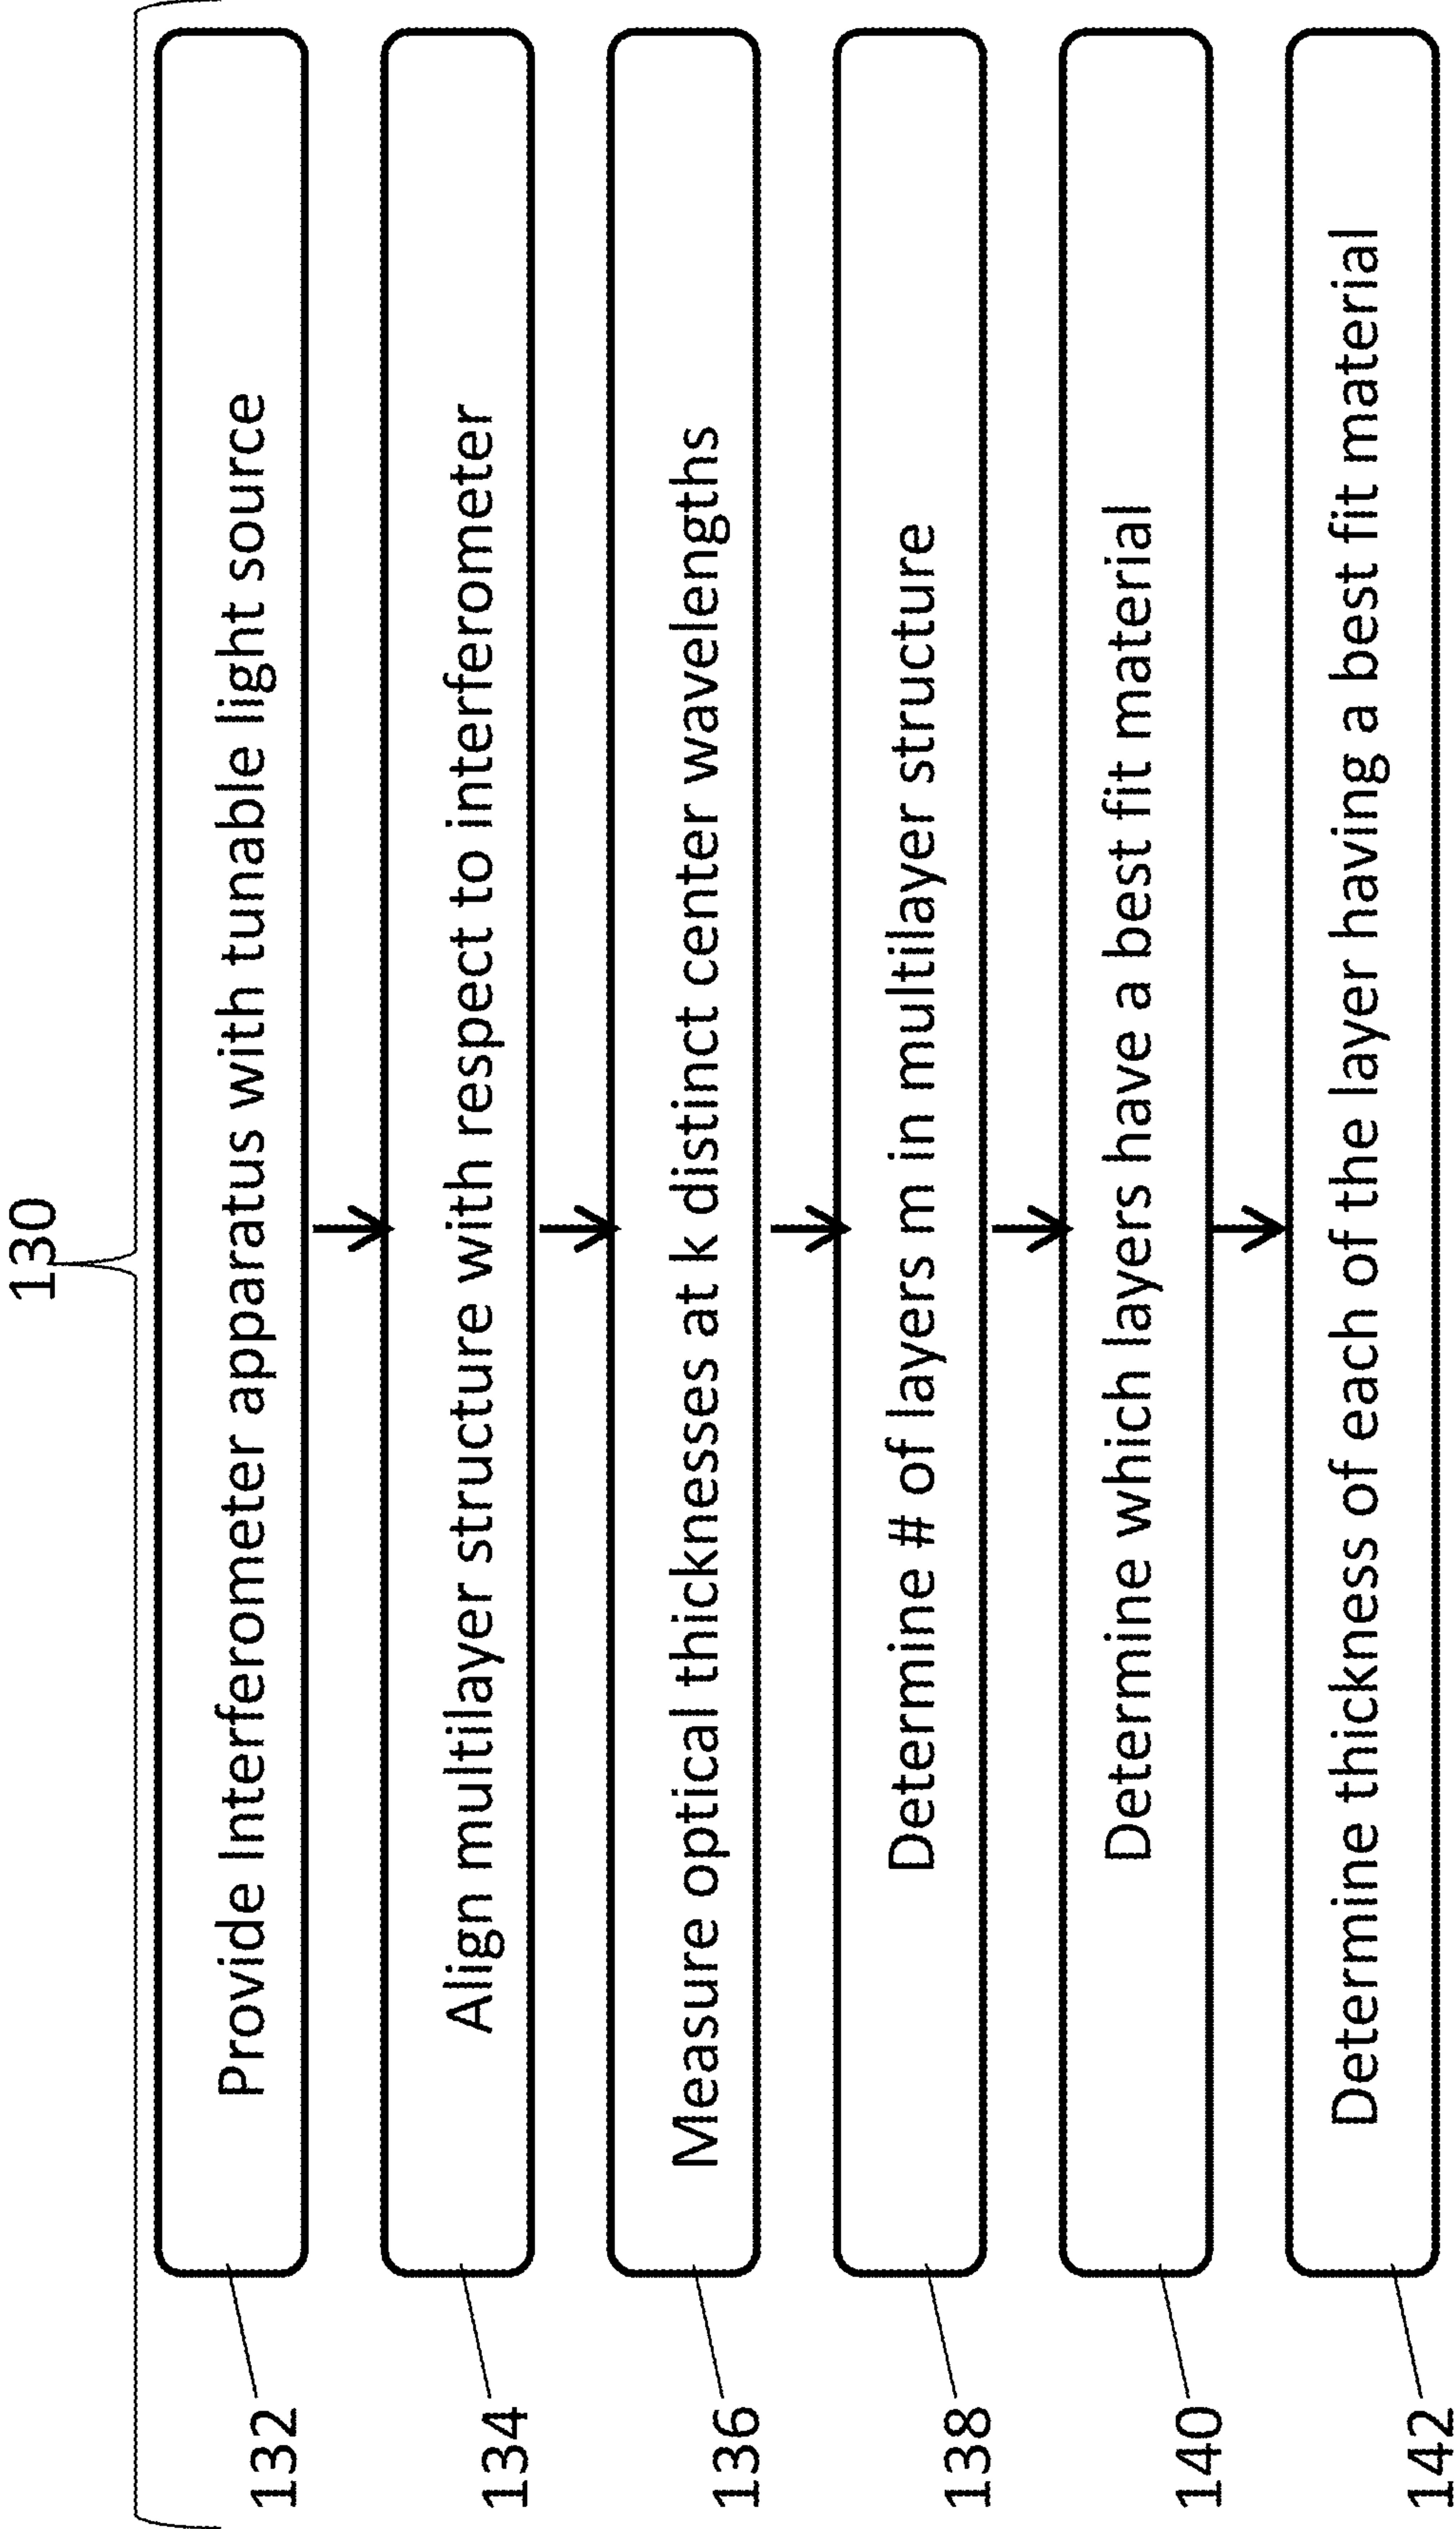 130
132
Provide Interferometer apparatus with tunable light source
134
Align multilayer structure with respect to interferometer
136
Measure optical thicknesses at k distinct center wavelengths
138
Determine # of layers m in multilayer structure
140
Determine which layers have a best fit material
142
Determine thickness of each of the layer having a best fit material